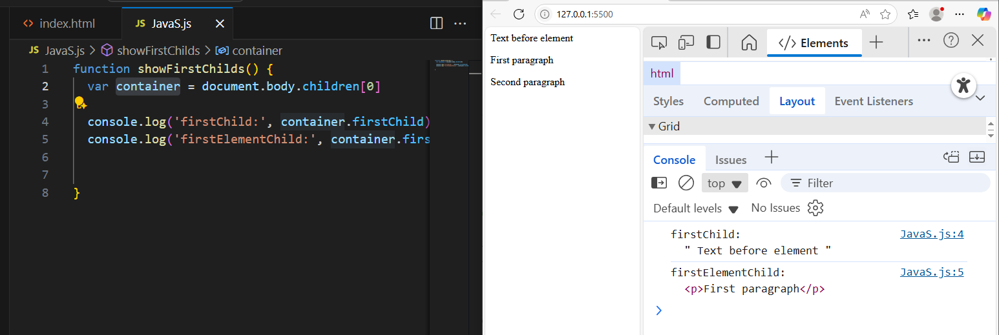 index.html
JS JavaS.js
JS JavaS.js > showFirstChilds > container
1 function showFirstChilds() {
2 var container = document.body.children[0]
3
4 console.log('firstChild:', container.firstChild)
5 console.log('firstElementChild:', container.firs
6
7
8 }
127.0.0.1:5500
Text before element
First paragraph
Second paragraph
</> Elements
html
Styles Computed Layout Event Listeners
Grid
Console Issues
top Filter
Default levels No Issues
firstChild: JavaS.js:4
" Text before element "
firstElementChild: JavaS.js:5
<p>First paragraph</p>